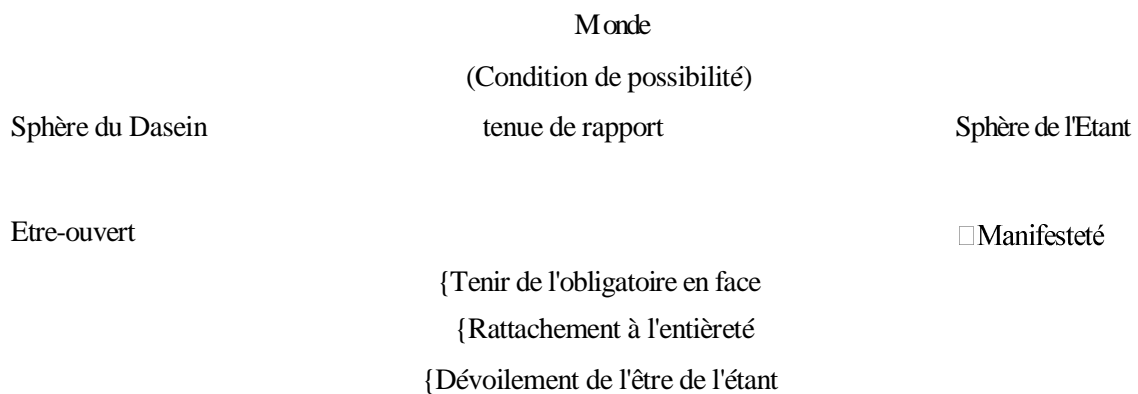 Monde
(Condition de possibilité)
Sphère du Dasein tenue de rapport Sphère de l'Etant
Etre-ouvert □Manifesteté
{Tenir de l'obligatoire en face
{Rattachement à l'entièreté
{Dévoilement de l'être de l'étant